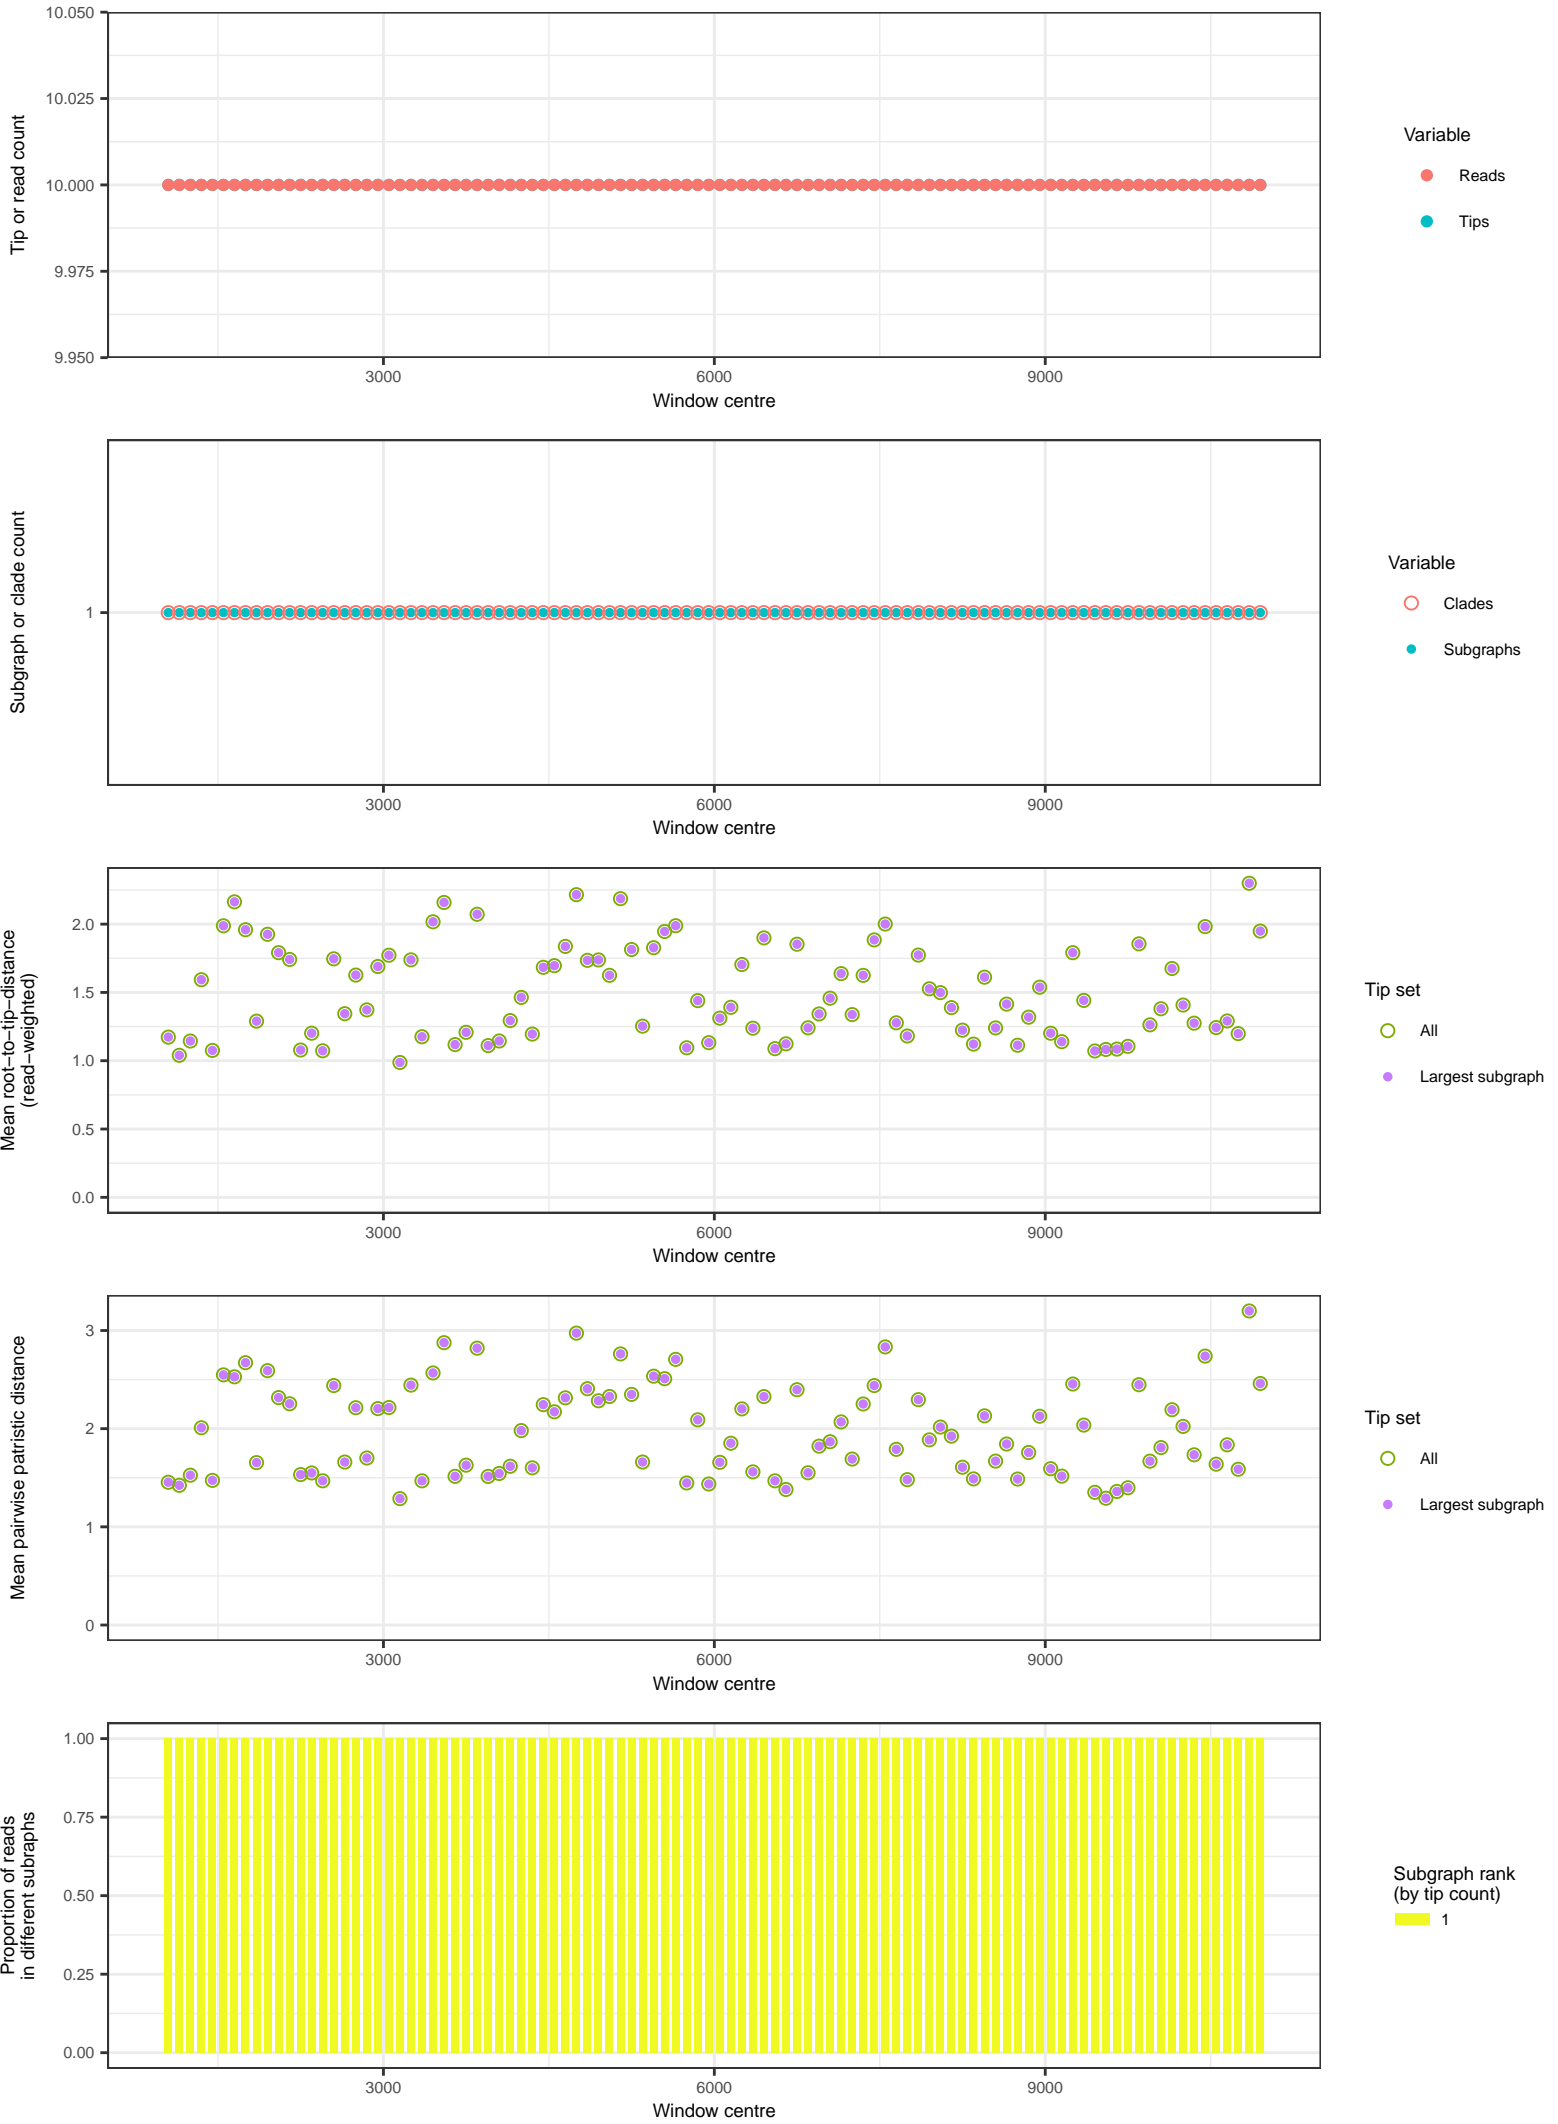 10.050
10.025
10.000
9.975
9.950
Tip or read count
3000
6000
9000
Window centre
Variable
Reads
Tips
1
Subgraph or clade count
3000
6000
9000
Window centre
Variable
Clades
Subgraphs
2.0
1.5
1.0
0.5
0.0
Mean root−to−tip−distance
(read−weighted)
3000
6000
9000
Window centre
Tip set
All
Largest subgraph
3
2
1
0
Mean pairwise patristic distance
3000
6000
9000
Window centre
Tip set
All
Largest subgraph
1.00
0.75
0.50
0.25
0.00
Proportion of reads
in different subraphs
3000
6000
9000
Window centre
Subgraph rank
(by tip count)
1